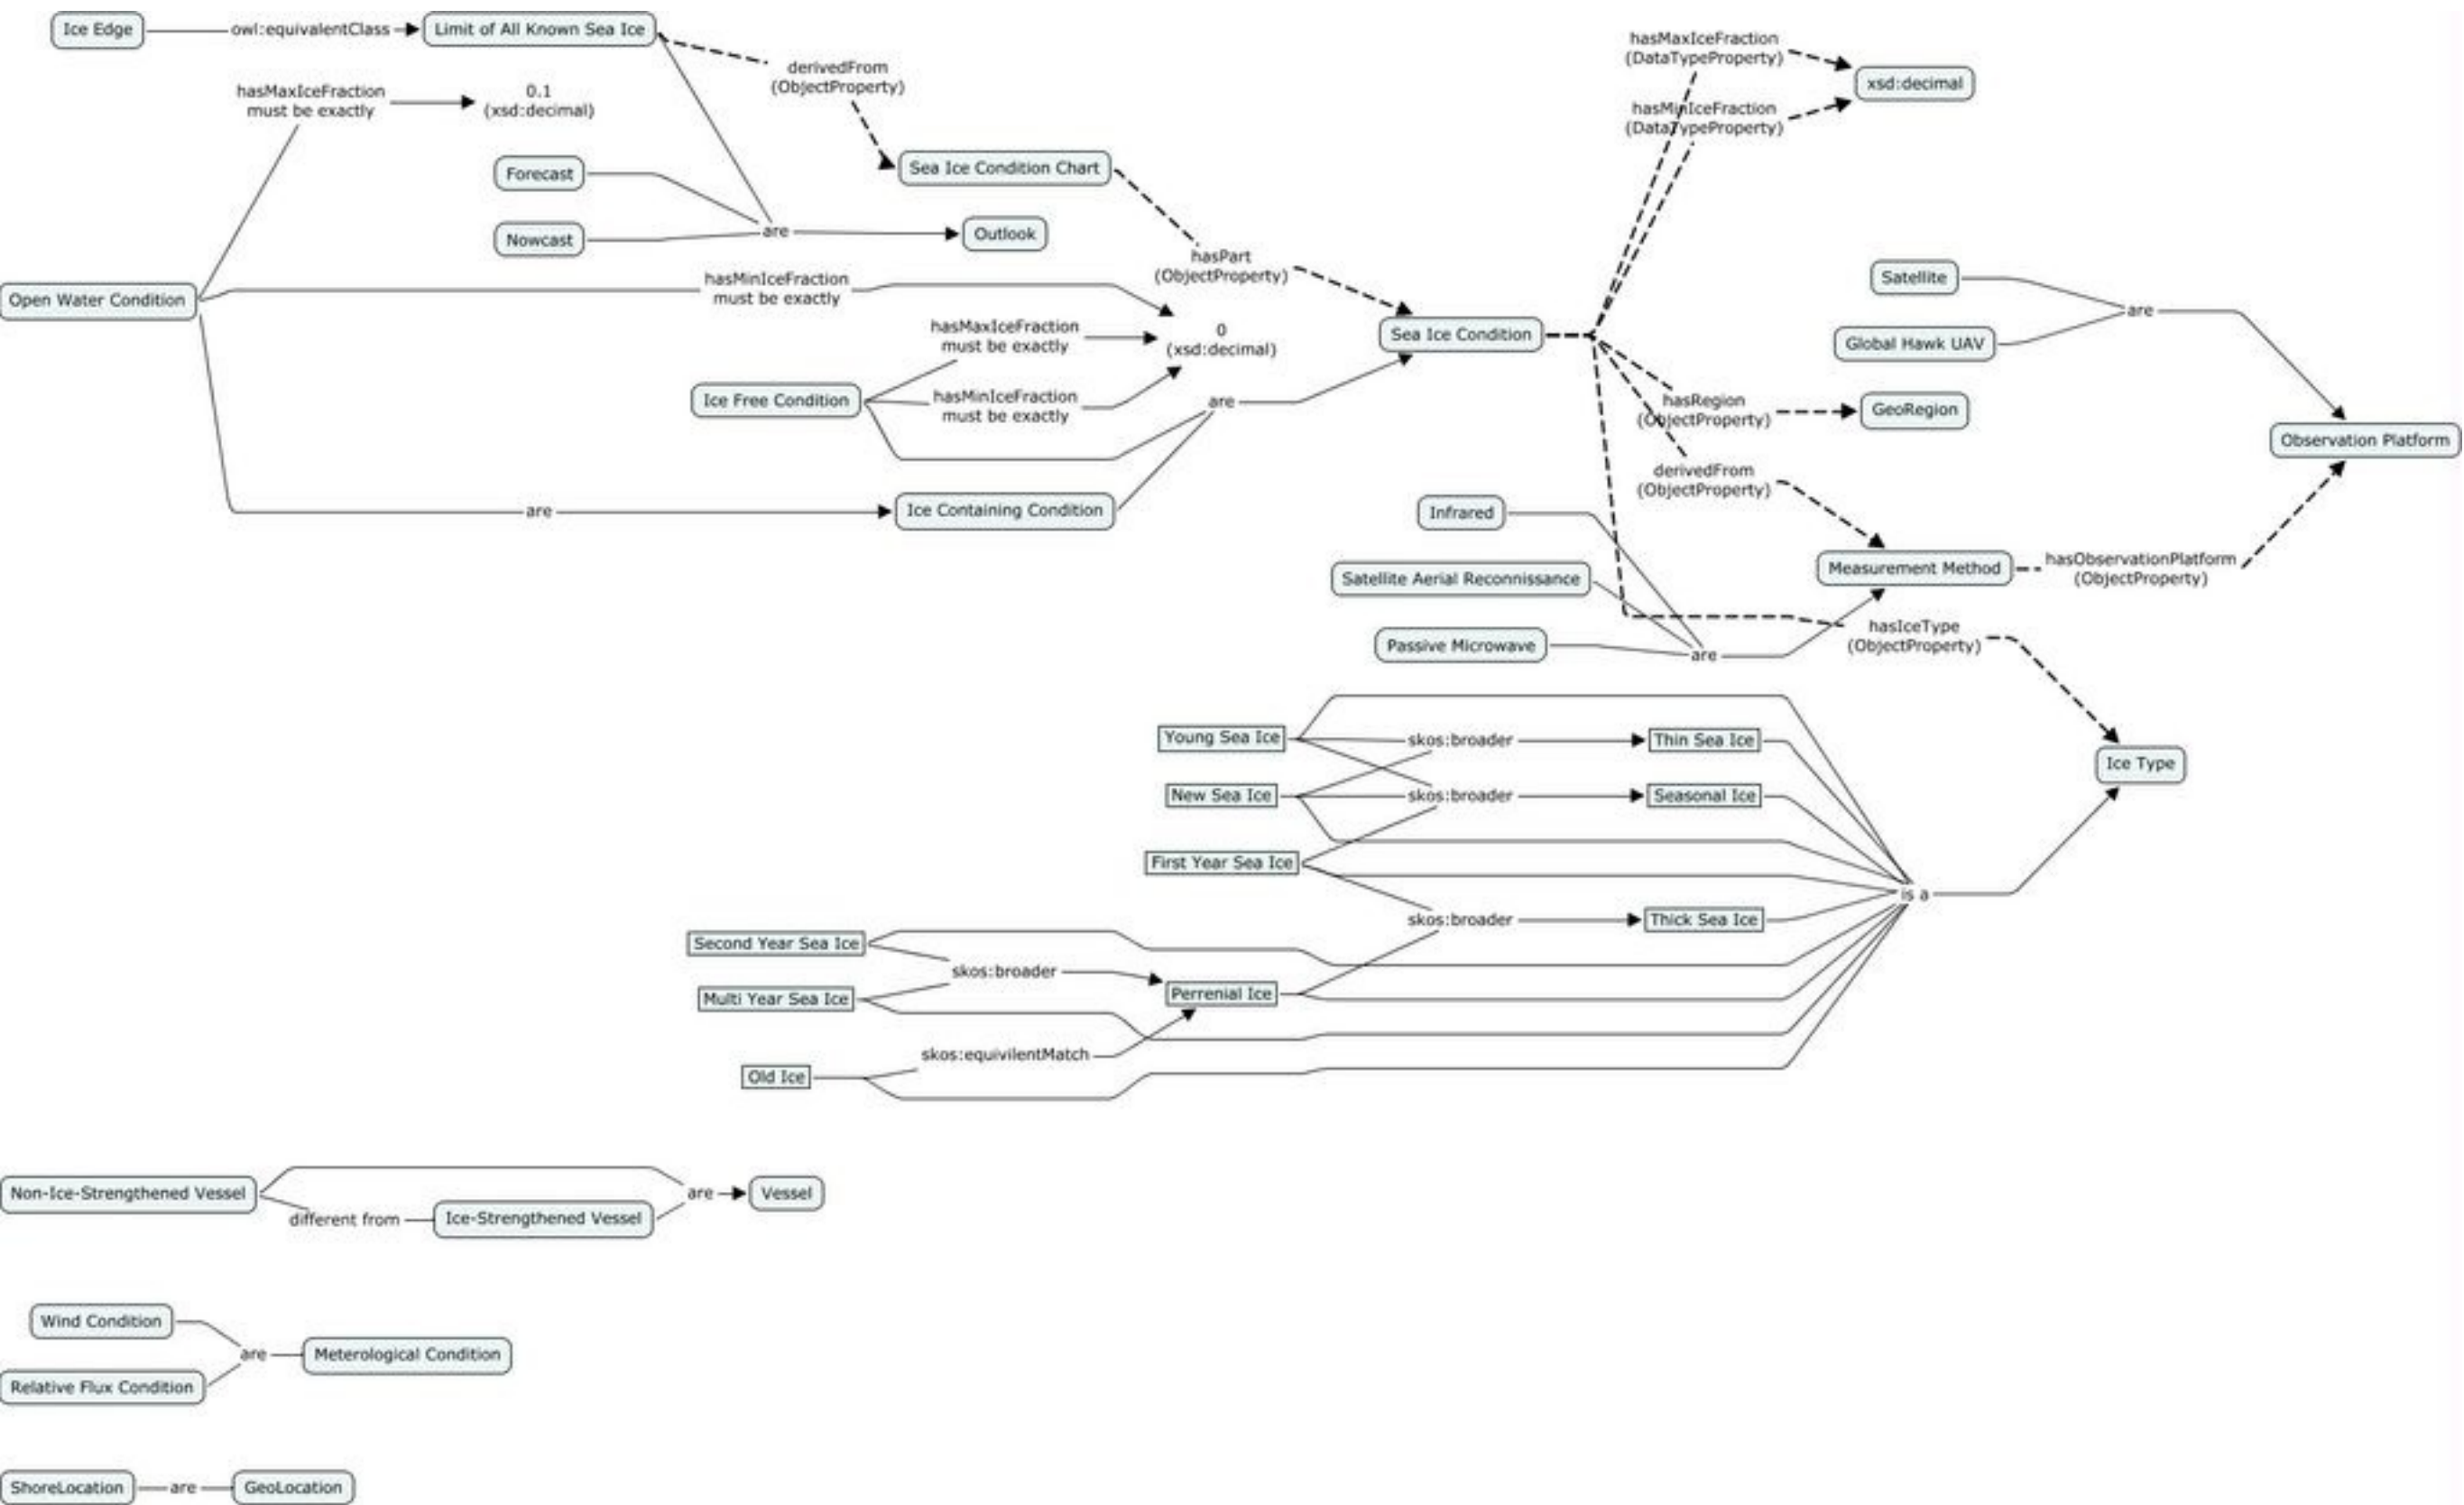 Ice Edge
owl:equivalentClass
Limit of All Known Sea Ice
derivedFrom
(ObjectProperty)
hasMaxIceFraction
(DataTypeProperty)
xsd:decimal
hasMinIceFraction
(DataTypeProperty)
hasMaxIceFraction
must be exactly
0.1
(xsd:decimal)
Forecast
Nowcast
are
Outlook
Sea Ice Condition Chart
hasPart
(ObjectProperty)
Open Water Condition
hasMinIceFraction
must be exactly
hasMaxIceFraction
must be exactly
0
(xsd:decimal)
Ice Free Condition
hasMinIceFraction
must be exactly
are
Sea Ice Condition
are
Ice Containing Condition
Satellite
Global Hawk UAV
are
hasRegion
(ObjectProperty)
GeoRegion
Observation Platform
derivedFrom
(ObjectProperty)
Infrared
Satellite Aerial Reconnissance
Passive Microwave
are
Measurement Method
hasObservationPlatform
(ObjectProperty)
hasIceType
(ObjectProperty)
Young Sea Ice
skos:broader
Thin Sea Ice
Ice Type
New Sea Ice
skos:broader
Seasonal Ice
First Year Sea Ice
is a
skos:broader
Thick Sea Ice
Second Year Sea Ice
skos:broader
Multi Year Sea Ice
Perrenial Ice
skos:equivilentMatch
Old Ice
Non-Ice-Strengthened Vessel
are
Vessel
different from
Ice-Strengthened Vessel
Wind Condition
are
Meterological Condition
Relative Flux Condition
ShoreLocation
are
GeoLocation